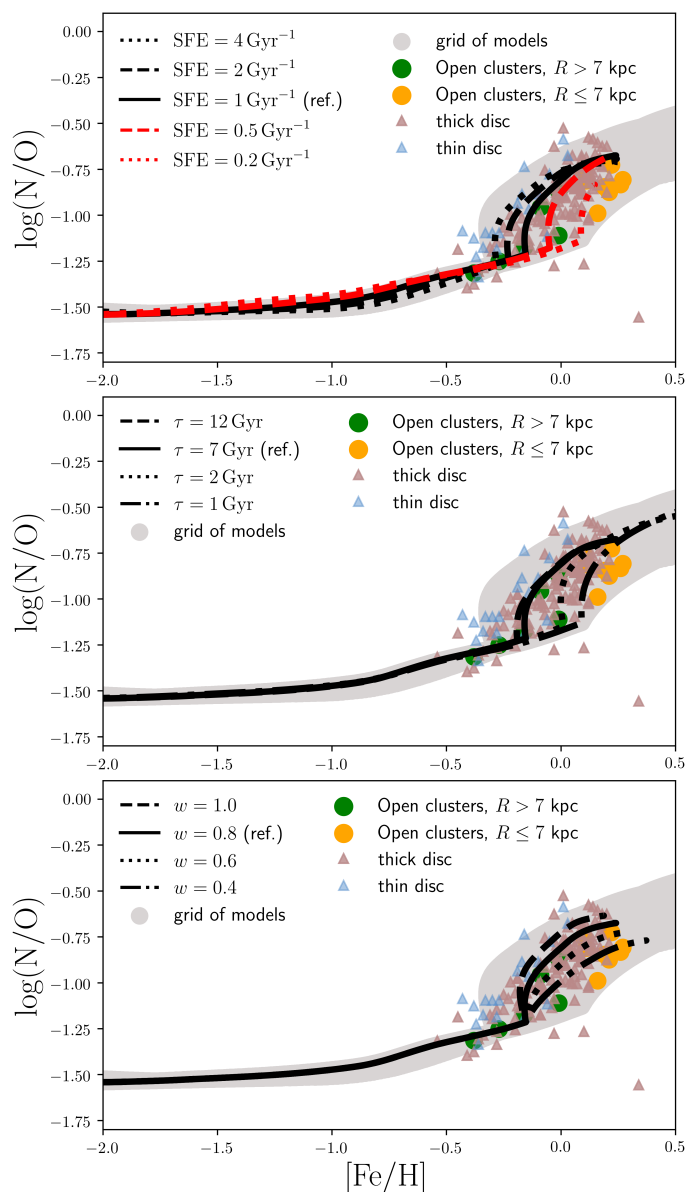 0.00
−0.25
−0.50
−0.75
−1.00
−1.25
−1.50
−1.75
log(N/O)
SFE = 4 Gyr⁻¹
SFE = 2 Gyr⁻¹
SFE = 1 Gyr⁻¹ (ref.)
SFE = 0.5 Gyr⁻¹
SFE = 0.2 Gyr⁻¹
grid of models
Open clusters, R > 7 kpc
Open clusters, R ≤ 7 kpc
thick disc
thin disc
−2.0 −1.5 −1.0 −0.5 0.0 0.5
0.00
−0.25
−0.50
−0.75
−1.00
−1.25
−1.50
−1.75
log(N/O)
τ = 12 Gyr
τ = 7 Gyr (ref.)
τ = 2 Gyr
τ = 1 Gyr
grid of models
Open clusters, R > 7 kpc
Open clusters, R ≤ 7 kpc
thick disc
thin disc
−2.0 −1.5 −1.0 −0.5 0.0 0.5
0.00
−0.25
−0.50
−0.75
−1.00
−1.25
−1.50
−1.75
log(N/O)
w = 1.0
w = 0.8 (ref.)
w = 0.6
w = 0.4
grid of models
Open clusters, R > 7 kpc
Open clusters, R ≤ 7 kpc
thick disc
thin disc
−2.0 −1.5 −1.0 −0.5 0.0 0.5
[Fe/H]